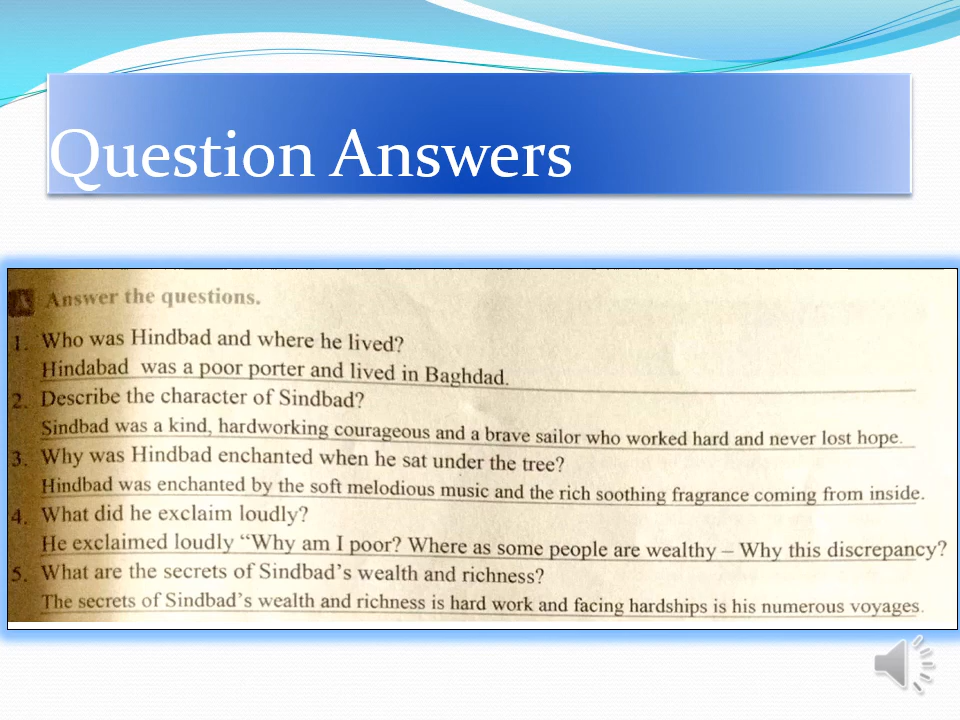 Question Answers
A Answer the questions.
1. Who was Hindbad and where he lived?
Hindabad was a poor porter and lived in Baghdad.
2. Describe the character of Sindbad?
Sindbad was a kind, hardworking courageous and a brave sailor who worked hard and never lost hope.
3. Why was Hindbad enchanted when he sat under the tree?
Hindbad was enchanted by the soft melodious music and the rich soothing fragrance coming from inside.
4. What did he exclaim loudly?
He exclaimed loudly “Why am I poor? Where as some people are wealthy – Why this discrepancy?
5. What are the secrets of Sindbad’s wealth and richness?
The secrets of Sindbad’s wealth and richness is hard work and facing hardships is his numerous voyages.